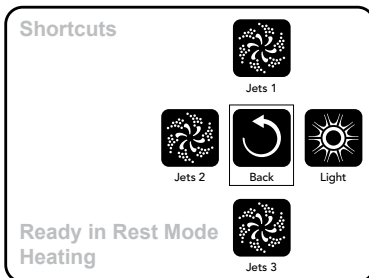 Shortcuts
Jets 1
Jets 2
Back
Light
Ready in Rest Mode
Heating
Jets 3